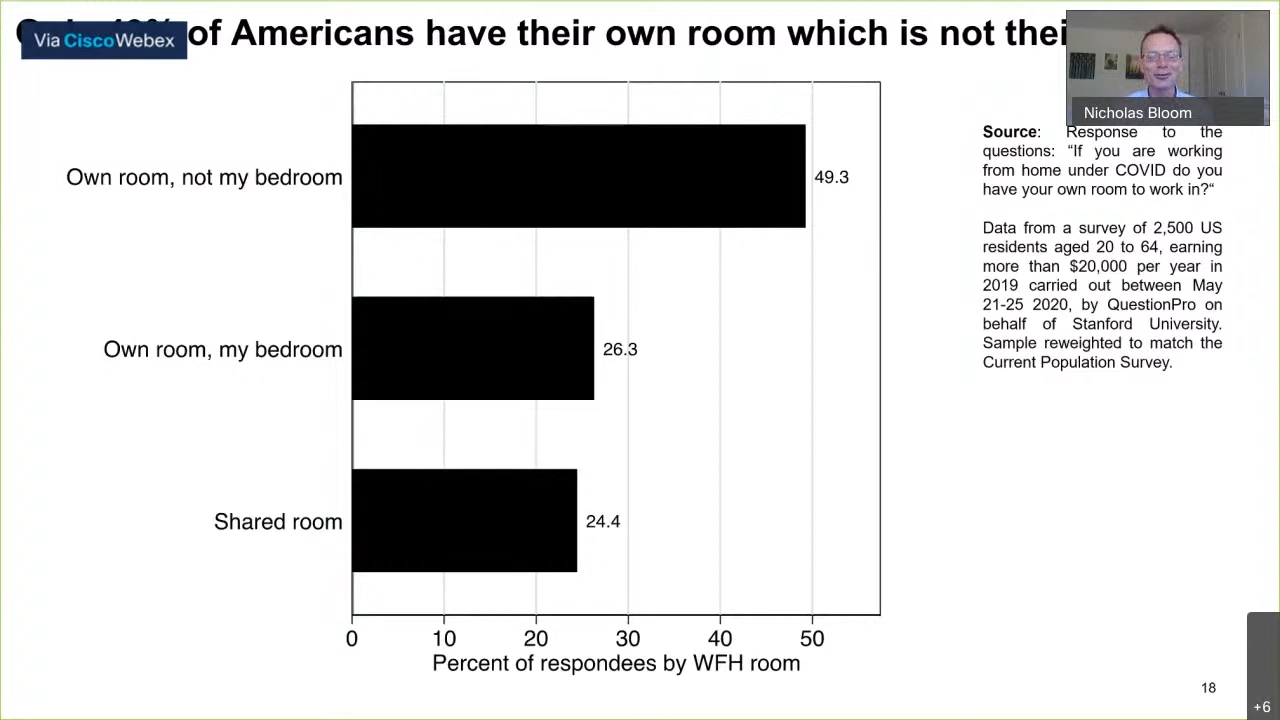 of Americans have their own room which is not thei
Via CiscoWebex
Nicholas Bloom
Source: Response to the
questions: “If you are working
from home under COVID do you
have your own room to work in?“
Data from a survey of 2,500 US
residents aged 20 to 64, earning
more than $20,000 per year in
2019 carried out between May
21-25 2020, by QuestionPro on
behalf of Stanford University.
Sample reweighted to match the
Current Population Survey.
Own room, not my bedroom
49.3
Own room, my bedroom
26.3
Shared room
24.4
0 10 20 30 40 50
Percent of respondees by WFH room
18
+6